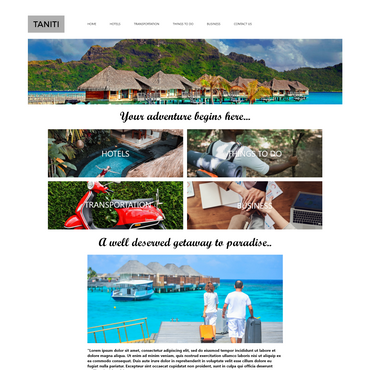 TANITI
HOME HOTELS TRANSPORTATION THINGS TO DO BUSINESS CONTACT US
Your adventure begins here...
HOTELS THINGS TO DO
TRANSPORTATION BUSINESS
A well deserved getaway to paradise..
"Lorem ipsum dolor sit amet, consectetur adipiscing elit, sed do eiusmod tempor incididunt ut labore et
dolore magna aliqua. Ut enim ad minim veniam, quis nostrud exercitation ullamco laboris nisi ut aliquip ex
ea commodo consequat. Duis aute irure dolor in reprehenderit in voluptate velit esse cillum dolore eu
fugiat nulla pariatur. Excepteur sint occaecat cupidatat non proident, sunt in culpa qui officia deserunt